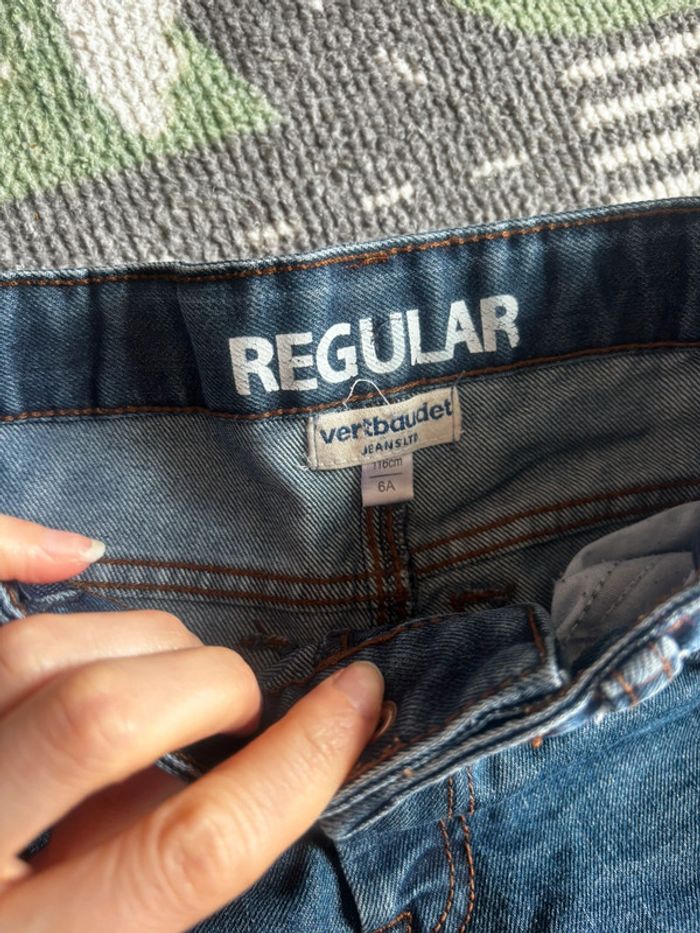 REGULAR
vertbaudet
JEANS LTD
116cm
6A